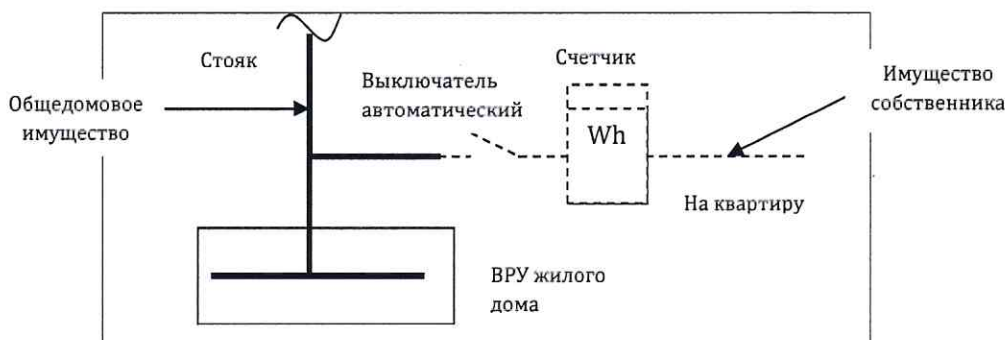 Стояк
Общедомовое
имущество
Выключатель
автоматический
Счетчик
Wh
Имущество
собственника
На квартиру
ВРУ жилого
дома